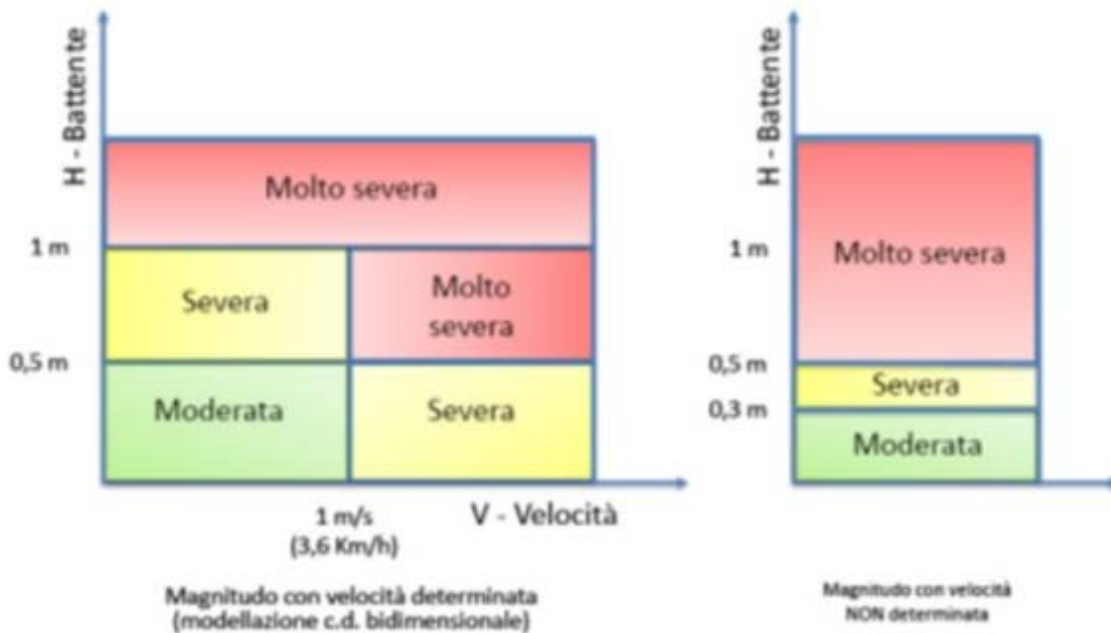 H - Battente
Molto severa
1 m
Severa
Molto
severa
0,5 m
Moderata
Severa
1 m/s
(3,6 Km/h)
V - Velocità
Magnitudo con velocità determinata
(modellazione c.d. bidimensionale)
H - Battente
1 m
Molto severa
0,5 m
Severa
0,3 m
Moderata
Magnitudo con velocità
NON determinata